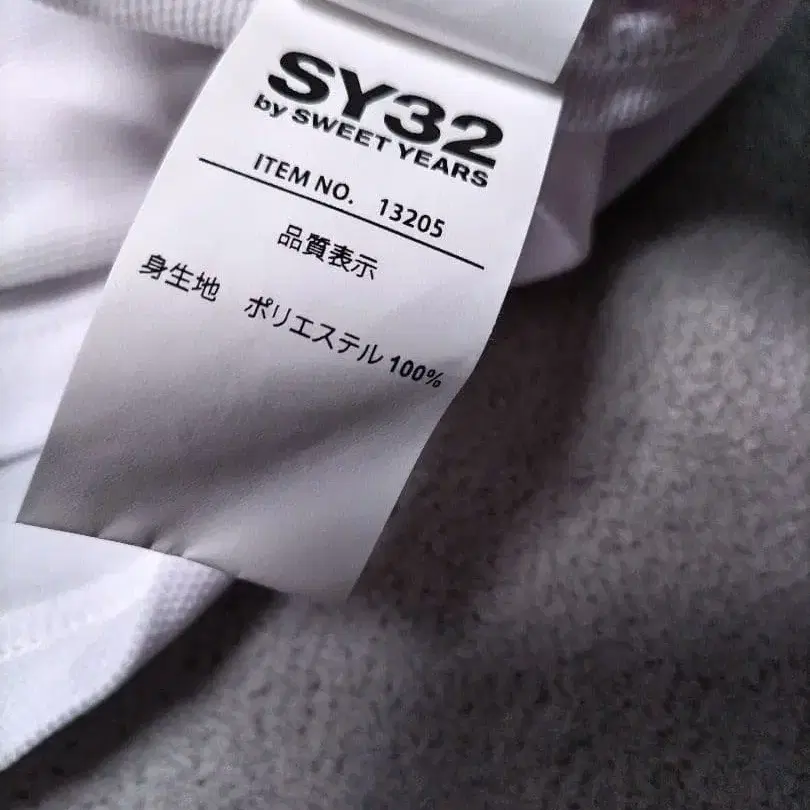 SY32
by SWEET YEARS
ITEM NO. 13205
品質表示
身生地 ポリエステル 100%